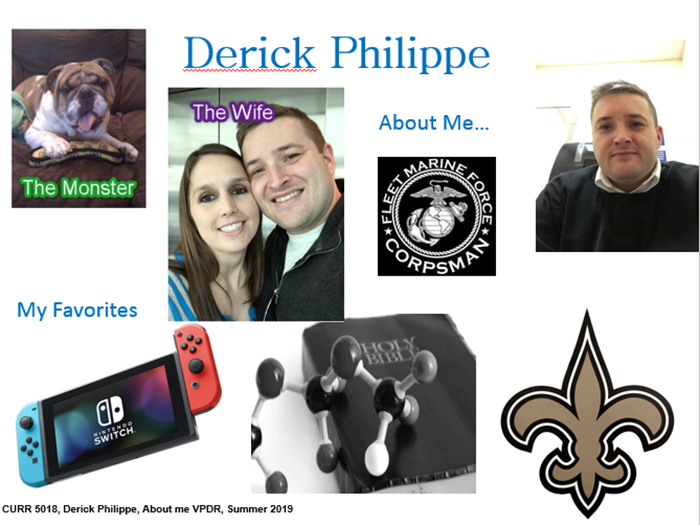 Derick Philippe
The Wife
About Me...
The Monster
FLEET MARINE FORCE
CORPSMAN
My Favorites
HOLY
BIBLE
NINTENDO
SWITCH
CURR 5018, Derick Philippe, About me VPDR, Summer 2019